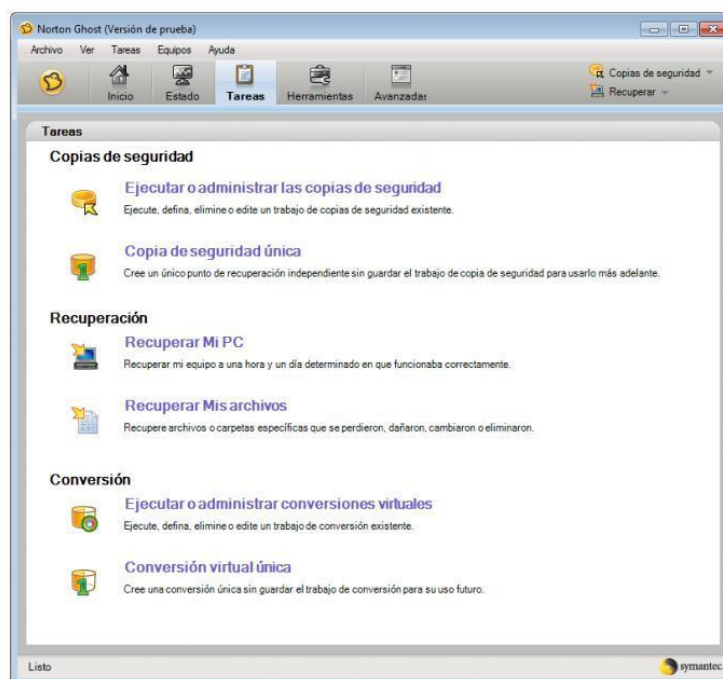 Norton Ghost (Versión de prueba)
Archivo Ver Tareas Equipos Ayuda
Inicio Estado Tareas Herramientas Avanzadas
Copias de seguridad
Recuperar
Tareas
Copias de seguridad
Ejecutar o administrar las copias de seguridad
Ejecute, defina, elimine o edite un trabajo de copias de seguridad existente.
Copia de seguridad única
Cree un único punto de recuperación independiente sin guardar el trabajo de copia de seguridad para usarlo más adelante.
Recuperación
Recuperar Mi PC
Recuperar mi equipo a una hora y un día determinado en que funcionaba correctamente.
Recuperar Mis archivos
Recupere archivos o carpetas específicas que se perdieron, dañaron, cambiaron o eliminaron.
Conversión
Ejecutar o administrar conversiones virtuales
Ejecute, defina, elimine o edite un trabajo de conversión existente.
Conversión virtual única
Cree una conversión única sin guardar el trabajo de conversión para su uso futuro.
Listo
symantec.